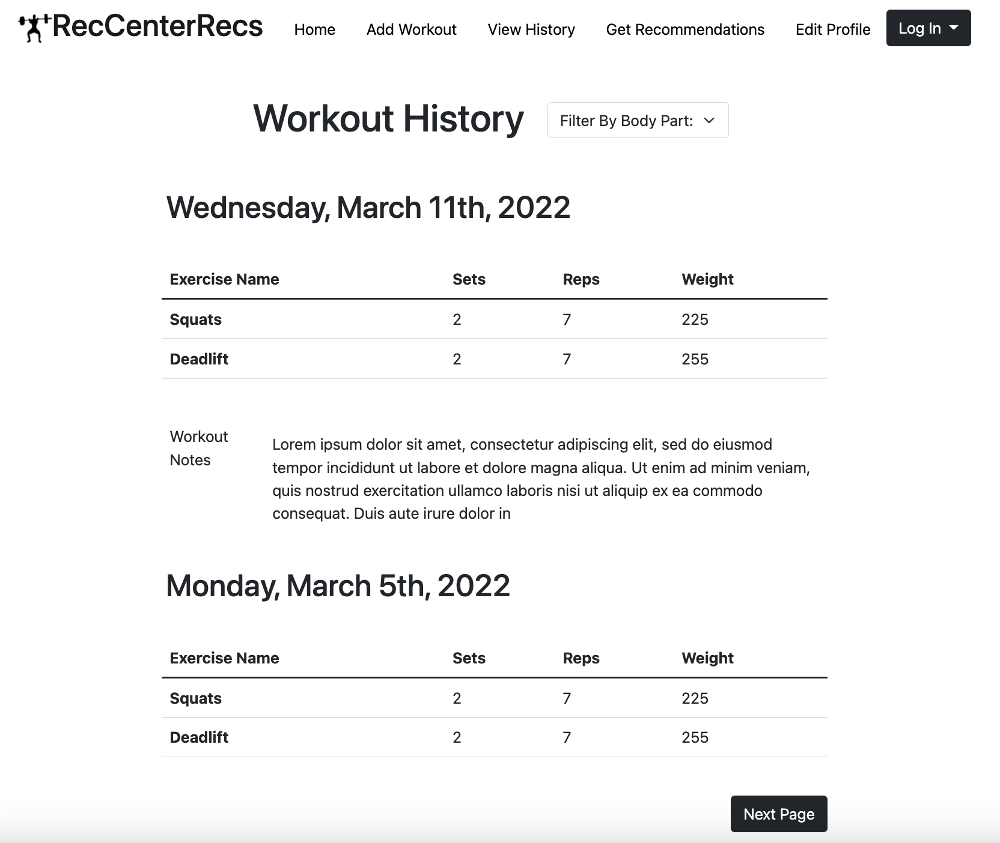 RecCenterRecs Home Add Workout View History Get Recommendations Edit Profile Log In
Workout History Filter By Body Part:
Wednesday, March 11th, 2022
Exercise Name Sets Reps Weight
Squats 2 7 225
Deadlift 2 7 255
Workout
Notes
Lorem ipsum dolor sit amet, consectetur adipiscing elit, sed do eiusmod
tempor incididunt ut labore et dolore magna aliqua. Ut enim ad minim veniam,
quis nostrud exercitation ullamco laboris nisi ut aliquip ex ea commodo
consequat. Duis aute irure dolor in
Monday, March 5th, 2022
Exercise Name Sets Reps Weight
Squats 2 7 225
Deadlift 2 7 255
Next Page